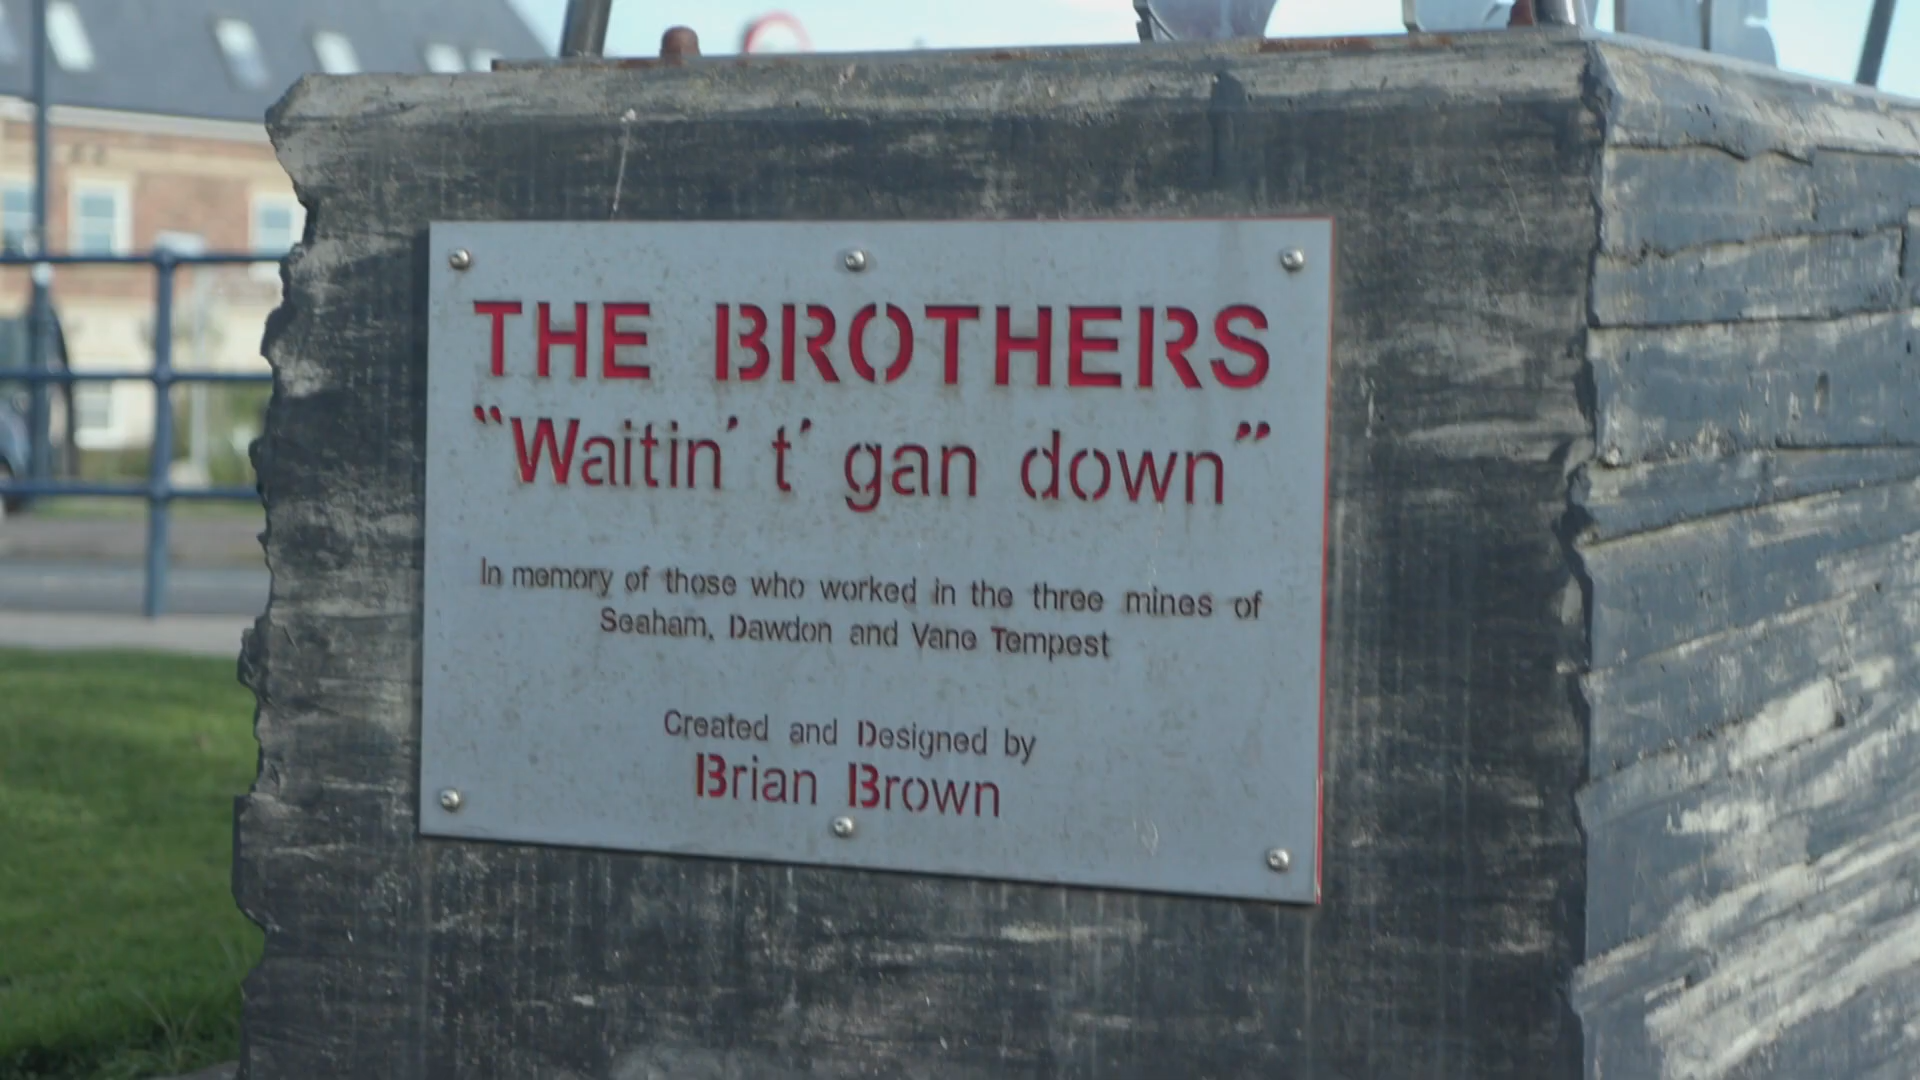 THE BROTHERS
"Waitin' t' gan down"
In memory of those who worked in the three mines of
Seaham, Dawdon and Vane Tempest
Created and Designed by
Brian Brown